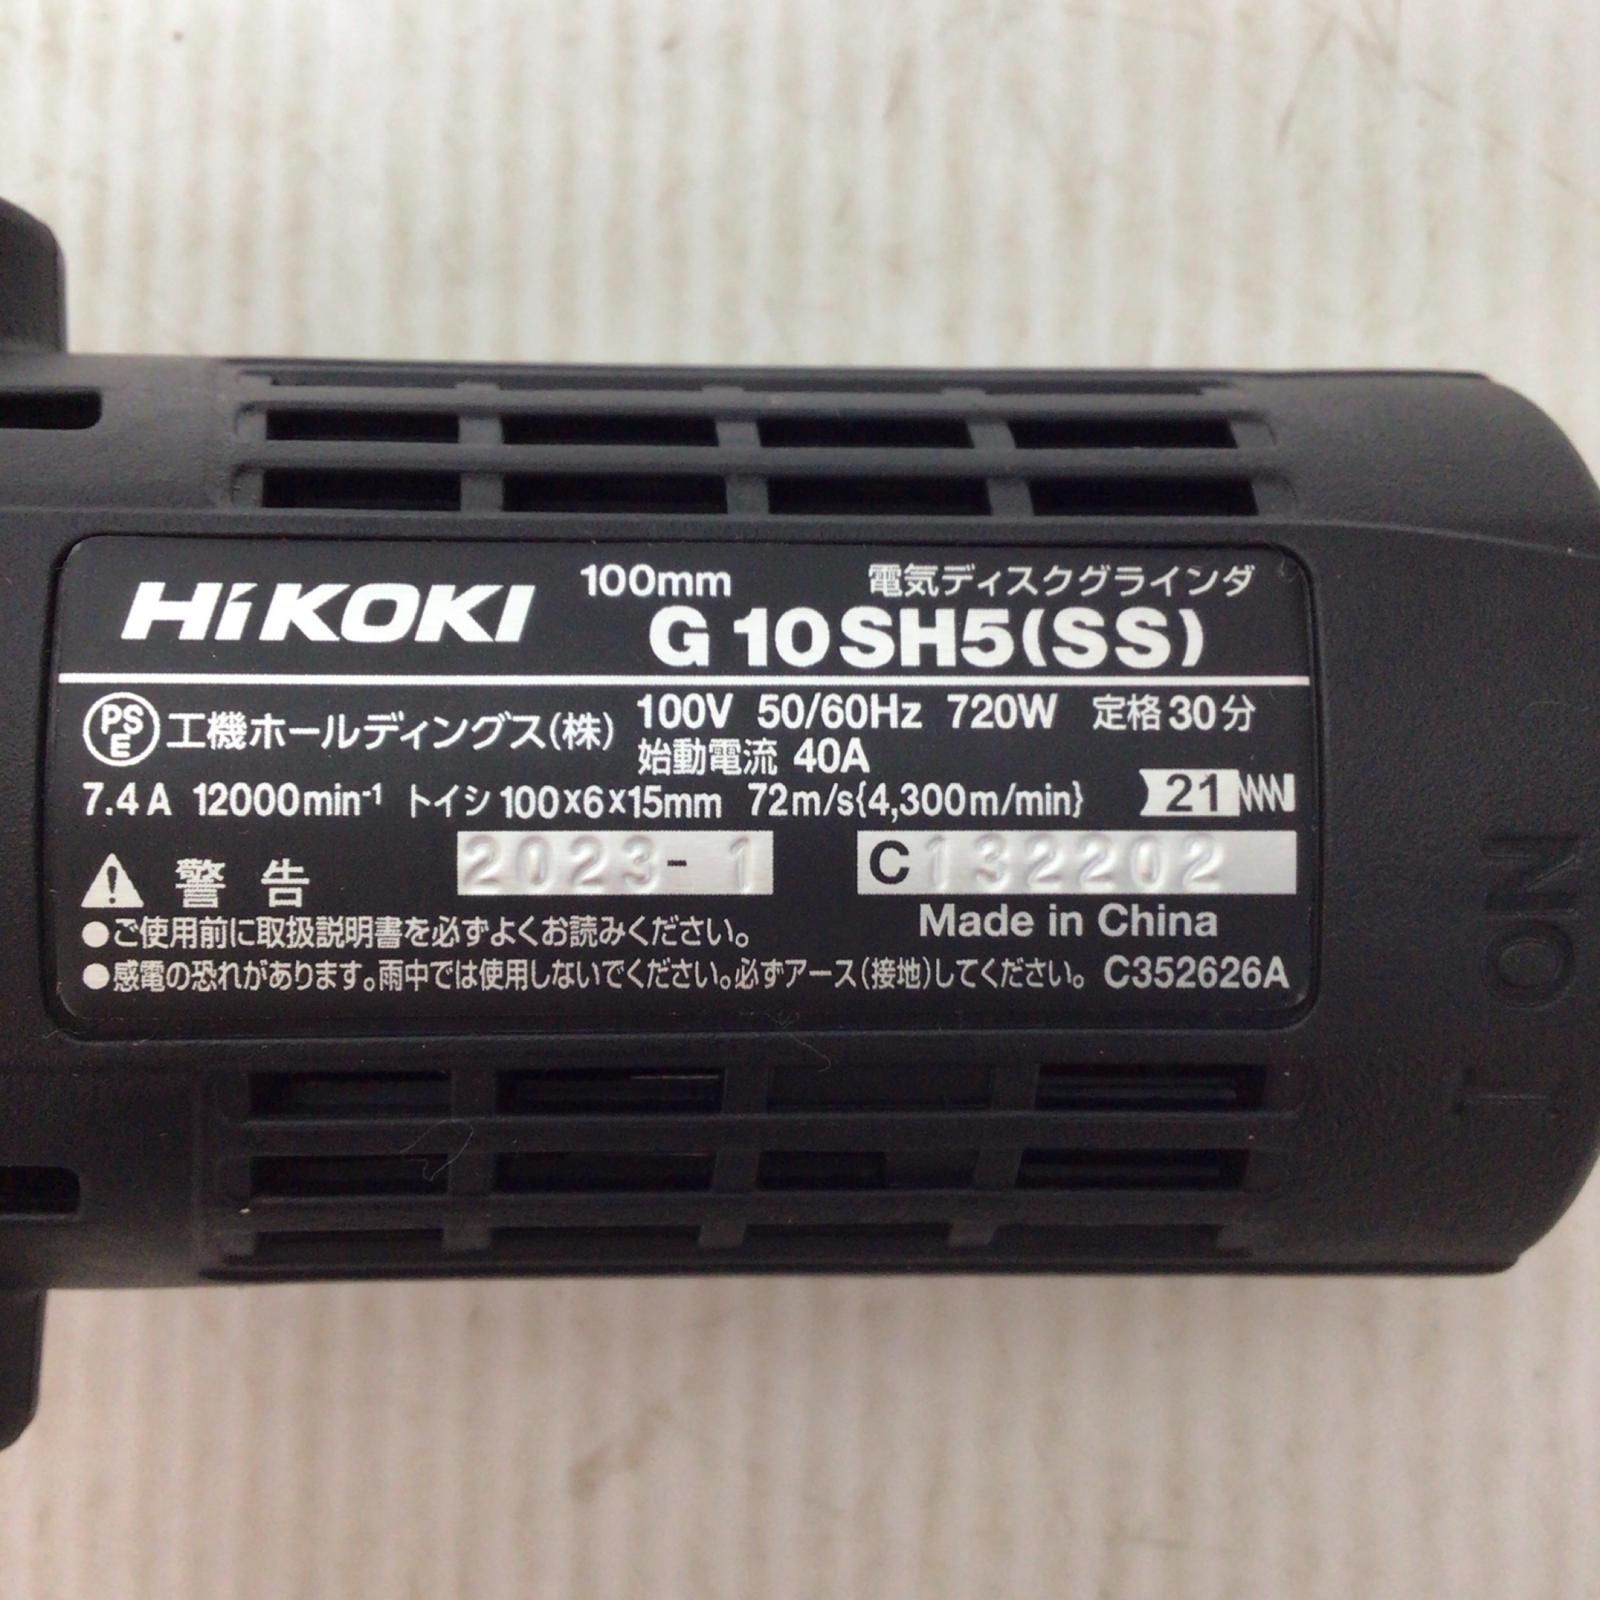 HiKOKI 100mm 電気ディスクグラインダ
G 10SH5(SS)
PSE 工機ホールディングス(株) 100V 50/60Hz 720W 定格30分
始動電流 40A
7.4A 12000min-1 トイシ100×6×15mm 72m/s{4,300m/min} 21
警告 2023-1 C132202
●ご使用前に取扱説明書を必ずよくお読みください。 Made in China
●感電の恐れがあります。雨中では使用しないでください。必ずアース(接地)してください。 C352626A
ON